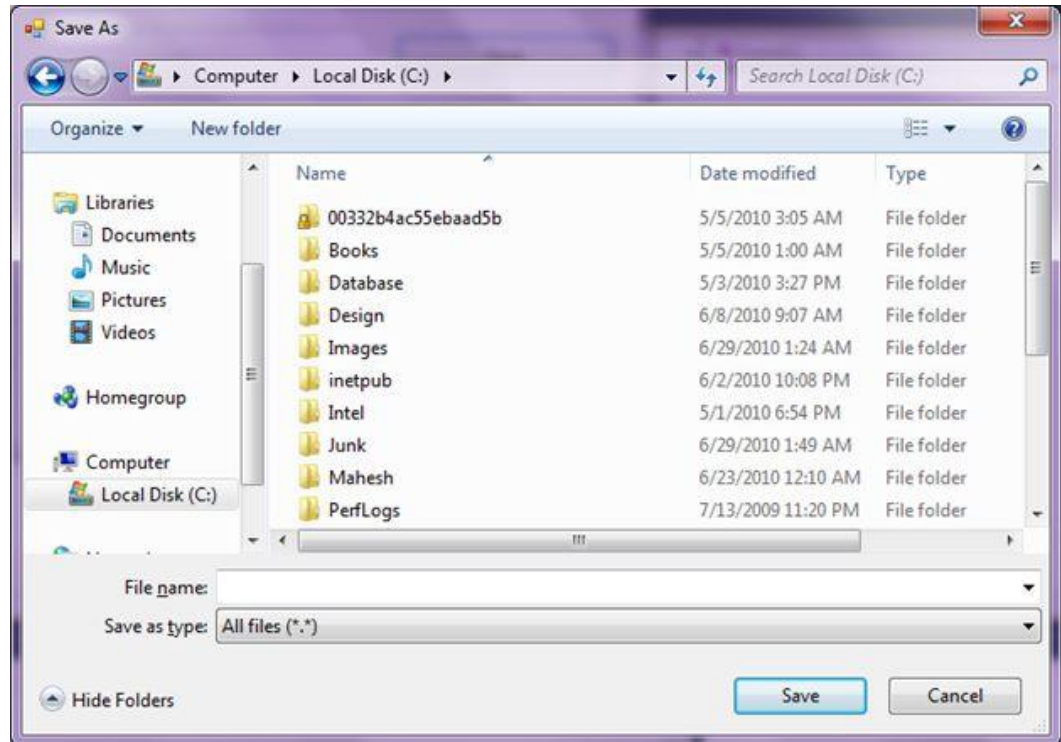 Save As
Computer Local Disk (C:)
Search Local Disk (C:)
Organize
New folder
Name
Date modified
Type
Libraries
Documents
Music
Pictures
Videos
Homegroup
Computer
Local Disk (C:)
00332b4ac55ebaad5b 5/5/2010 3:05 AM File folder
Books 5/5/2010 1:00 AM File folder
Database 5/3/2010 3:27 PM File folder
Design 6/8/2010 9:07 AM File folder
Images 6/29/2010 1:24 AM File folder
inetpub 6/2/2010 10:08 PM File folder
Intel 5/1/2010 6:54 PM File folder
Junk 6/29/2010 1:49 AM File folder
Mahesh 6/23/2010 12:10 AM File folder
PerfLogs 7/13/2009 11:20 PM File folder
File name:
Save as type: All files (*.*)
Hide Folders
Save
Cancel